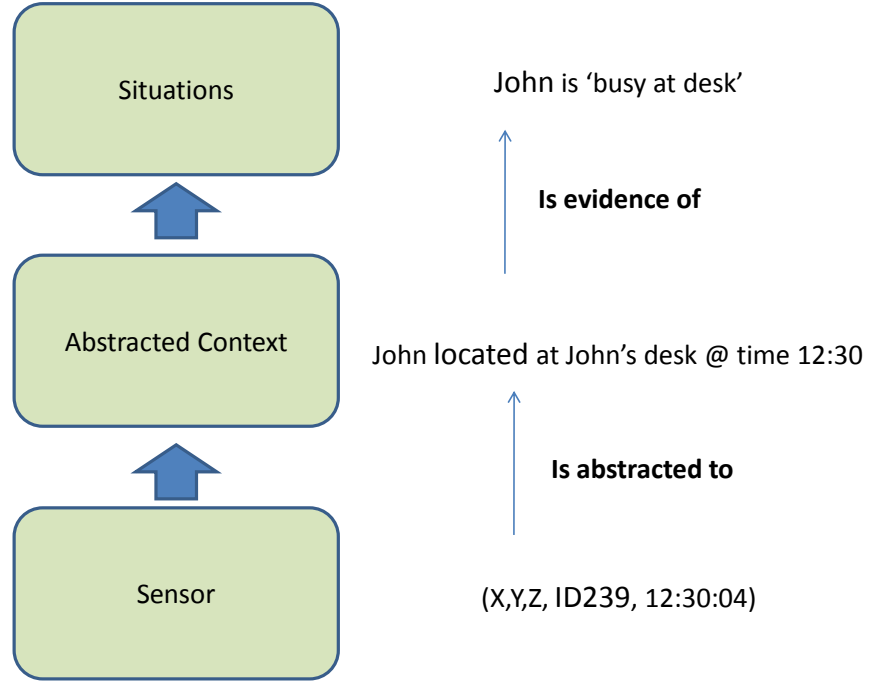 Situations
John is ‘busy at desk’
Is evidence of
Abstracted Context
John located at John’s desk @ time 12:30
Is abstracted to
Sensor
(X,Y,Z, ID239, 12:30:04)